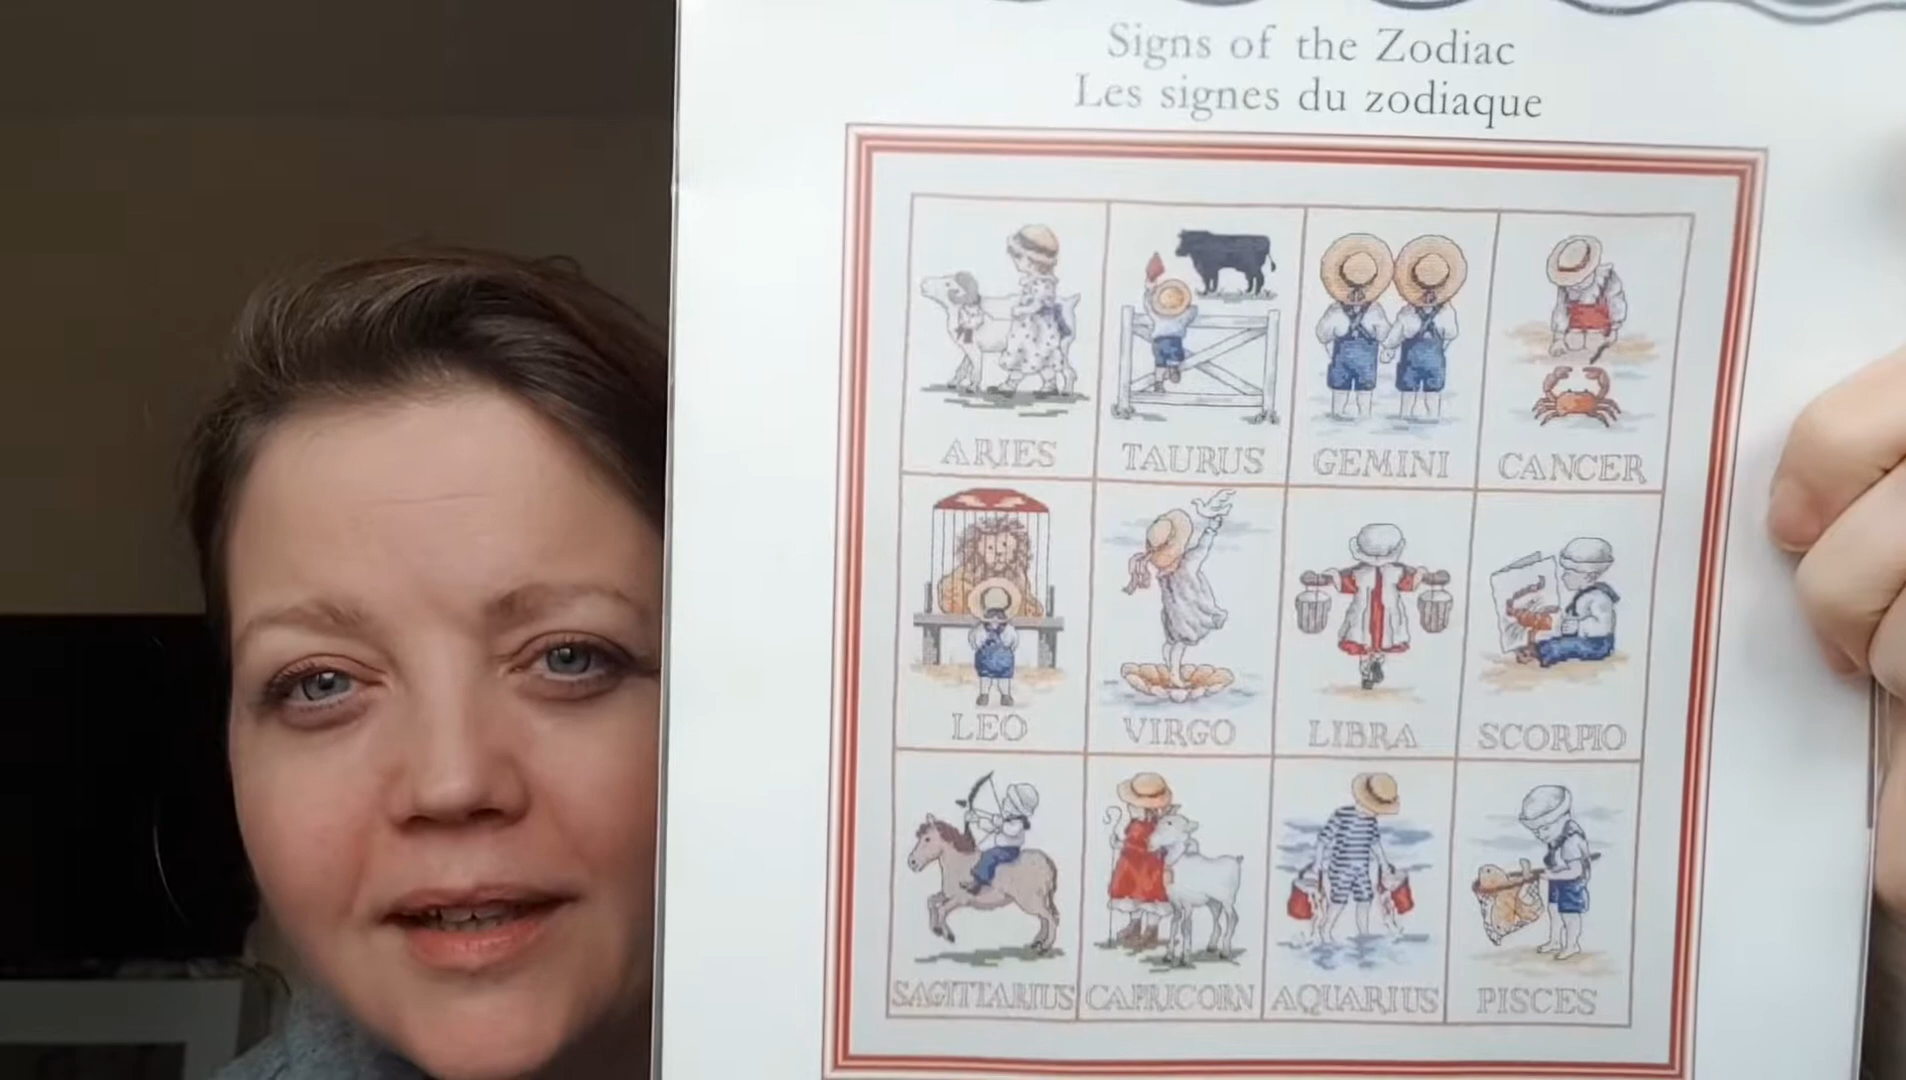 Signs of the Zodiac
Les signes du zodiaque
ARIES TAURUS GEMINI CANCER
LEO VIRGO LIBRA SCORPIO
SAGITTARIUS CAPRICORN AQUARIUS PISCES